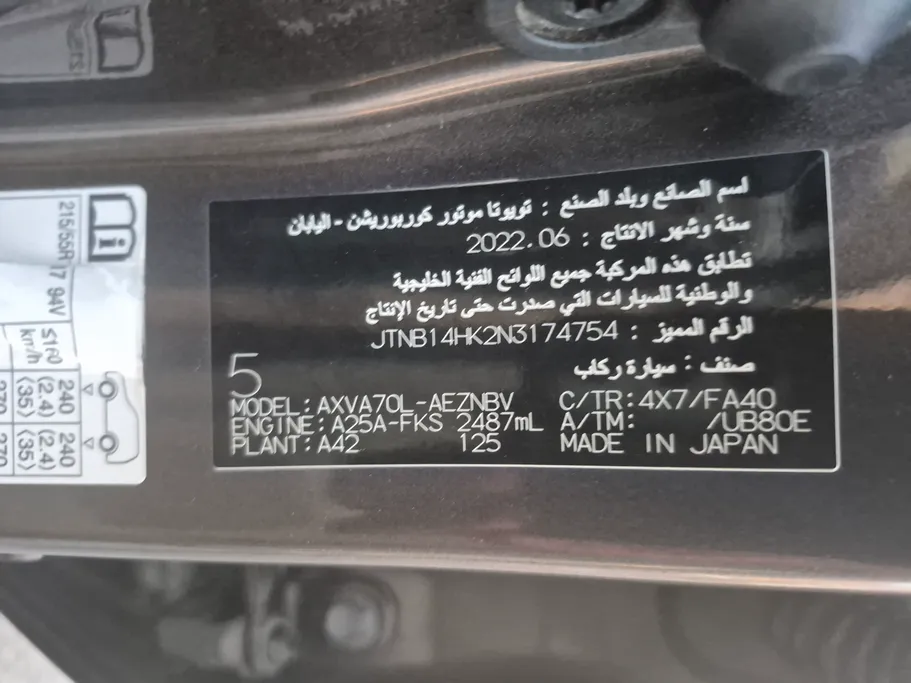 اسم الصانع وبلد الصنع : تويوتا موتور كوربوريشن - اليابان
سنة وشهر الانتاج : 2022.06
تطابق هذه المركبة جميع اللوائح الفنية الخليجية
والوطنية للسيارات التي صدرت حتى تاريخ الإنتاج
الرقم المميز : JTNB14HK2N3174754
صنف : سيارة ركاب
5
MODEL:AXVA70L-AEZNBV C/TR:4X7/FA40
ENGINE:A25A-FKS 2487mL A/TM: /UB80E
PLANT:A42 125 MADE IN JAPAN
215/55R17 94V
km/h
240 (2.4) (35)
240 (2.4) (35)